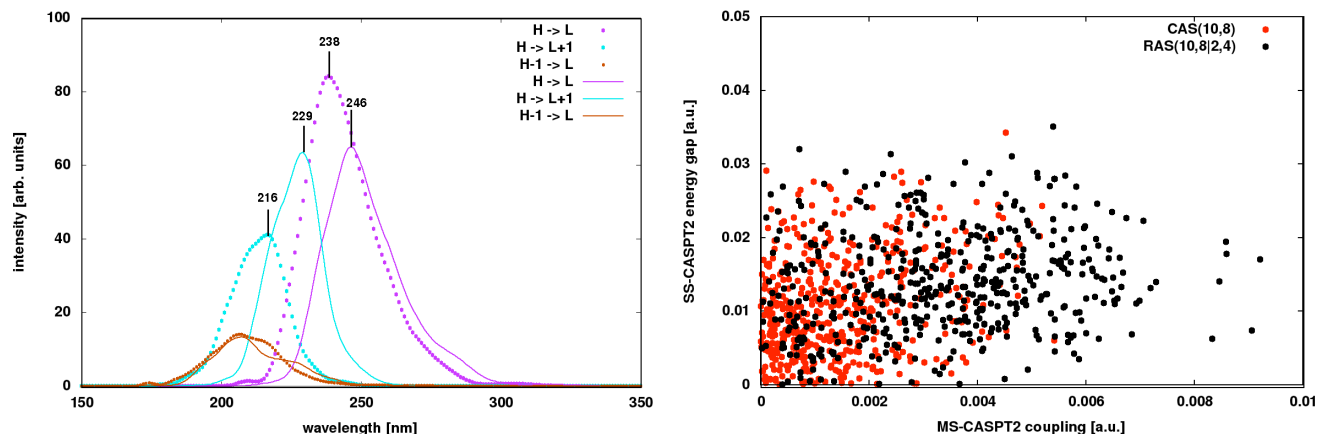 100
80
60
40
20
0
150
200
250
300
350
intensity [arb. units]
wavelength [nm]
238
246
229
216
H -> L
H -> L+1
H-1 -> L
H -> L
H -> L+1
H-1 -> L
0.05
0.04
0.03
0.02
0.01
0
0
0.002
0.004
0.006
0.008
0.01
SS-CASPT2 energy gap [a.u.]
MS-CASPT2 coupling [a.u.]
CAS(10,8)
RAS(10,8|2,4)